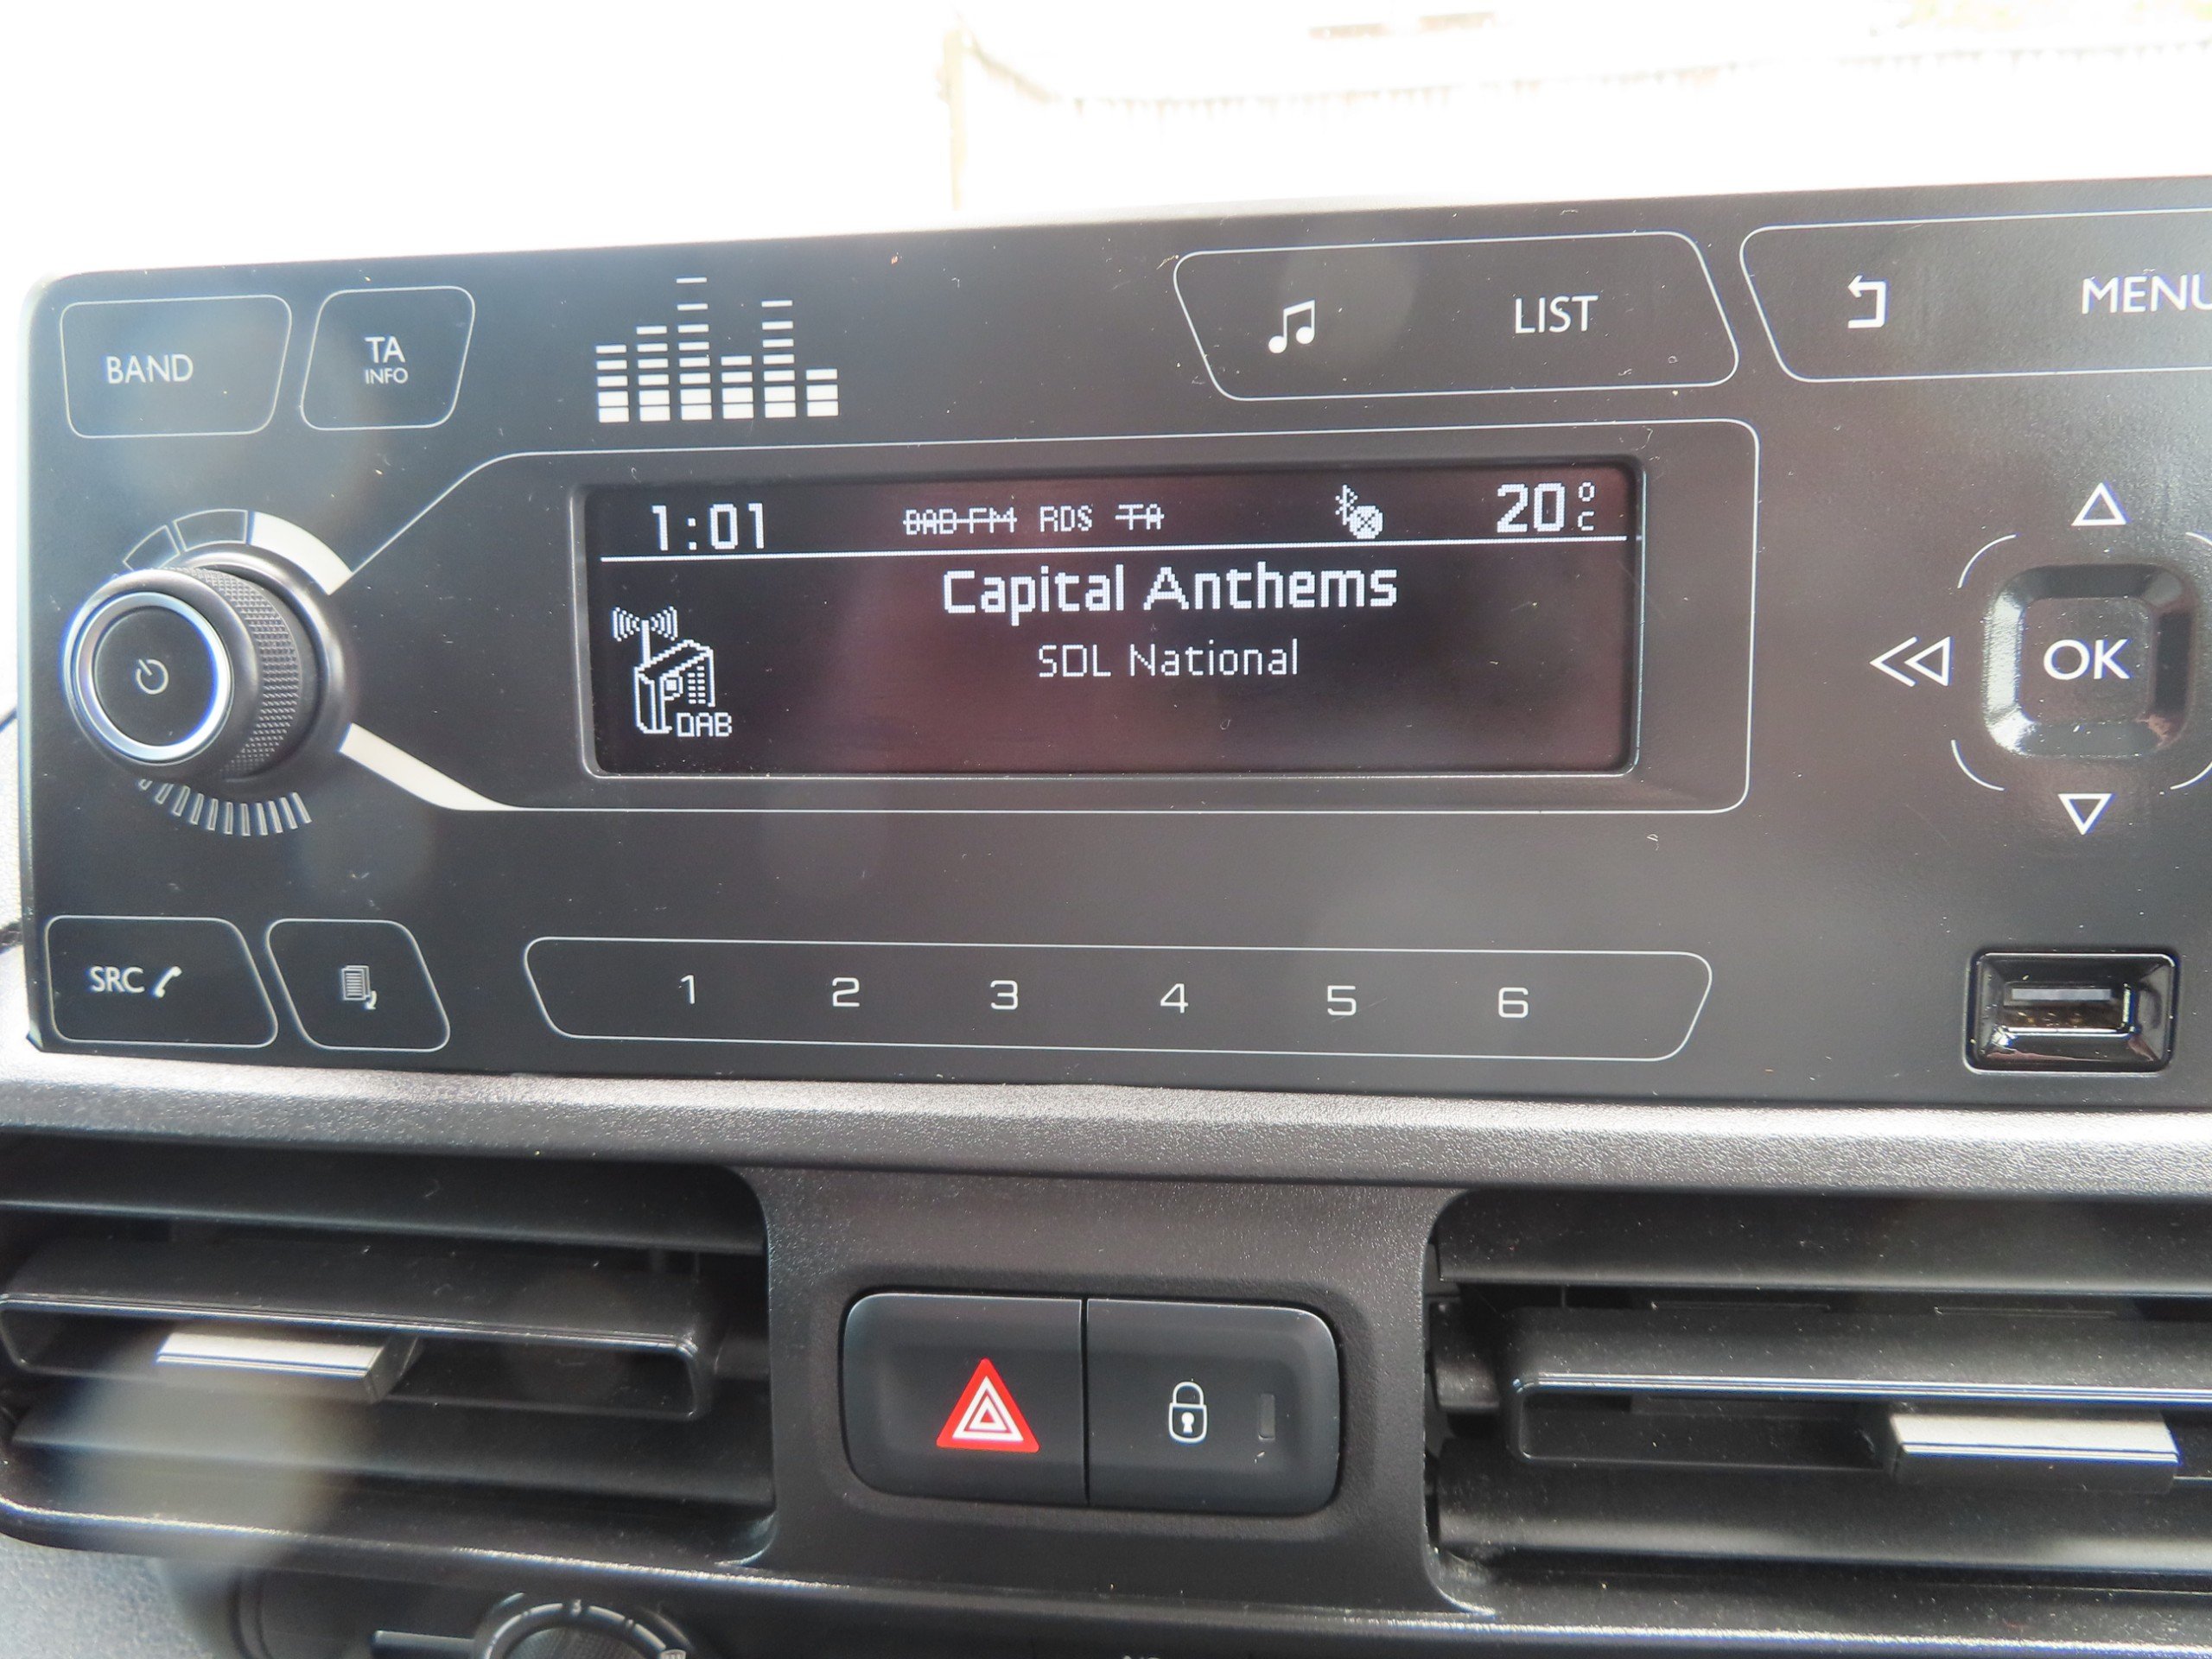 BAND
TA
INFO
LIST
MENU
1:01 DAB-FM RDS TA 20°C
Capital Anthems
SDL National
DAB
OK
SRC
1 2 3 4 5 6